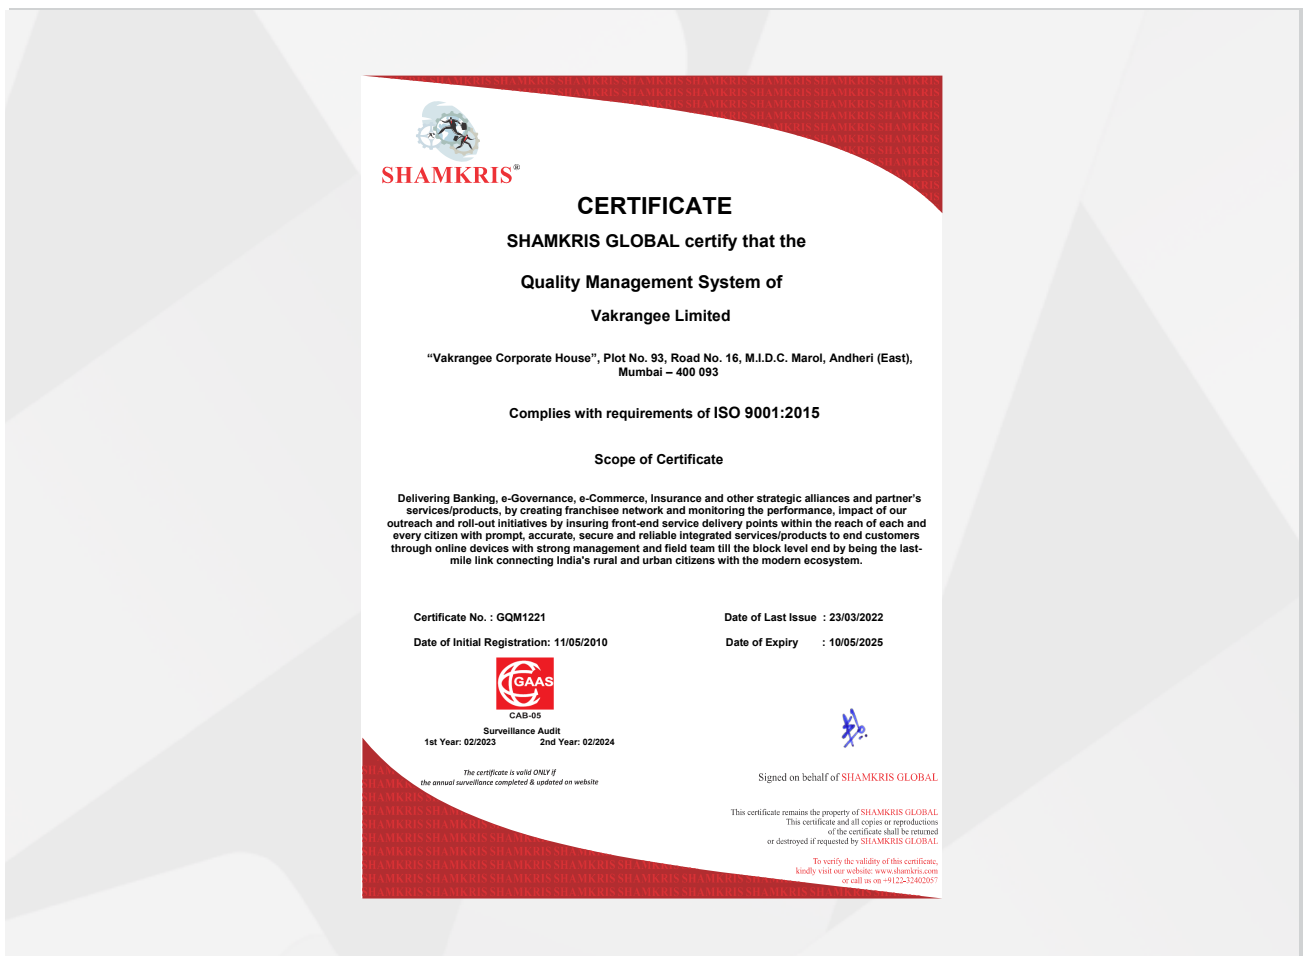 SHAMKRIS®
CERTIFICATE
SHAMKRIS GLOBAL certify that the
Quality Management System of
Vakrangee Limited
“Vakrangee Corporate House”, Plot No. 93, Road No. 16, M.I.D.C. Marol, Andheri (East),
Mumbai – 400 093
Complies with requirements of ISO 9001:2015
Scope of Certificate
Delivering Banking, e-Governance, e-Commerce, Insurance and other strategic alliances and partner's
services/products, by creating franchisee network and monitoring the performance, impact of our
outreach and roll-out initiatives by insuring front-end service delivery points within the reach of each and
every citizen with prompt, accurate, secure and reliable integrated services/products to end customers
through online devices with strong management and field team till the block level end by being the last-
mile link connecting India's rural and urban citizens with the modern ecosystem.
Certificate No. : GQM1221
Date of Last Issue : 23/03/2022
Date of Initial Registration: 11/05/2010
Date of Expiry : 10/05/2025
GAAS
CAB-05
Surveillance Audit
1st Year: 02/2023 2nd Year: 02/2024
The certificate is valid ONLY if
the annual surveillance completed & updated on website
Signed on behalf of SHAMKRIS GLOBAL
This certificate remains the property of SHAMKRIS GLOBAL
This certificate and all copies or reproductions
of the certificate shall be returned
or destroyed if requested by SHAMKRIS GLOBAL
To verify the validity of this certificate,
kindly visit our website: www.shamkris.com
or call us on +9122-32402057